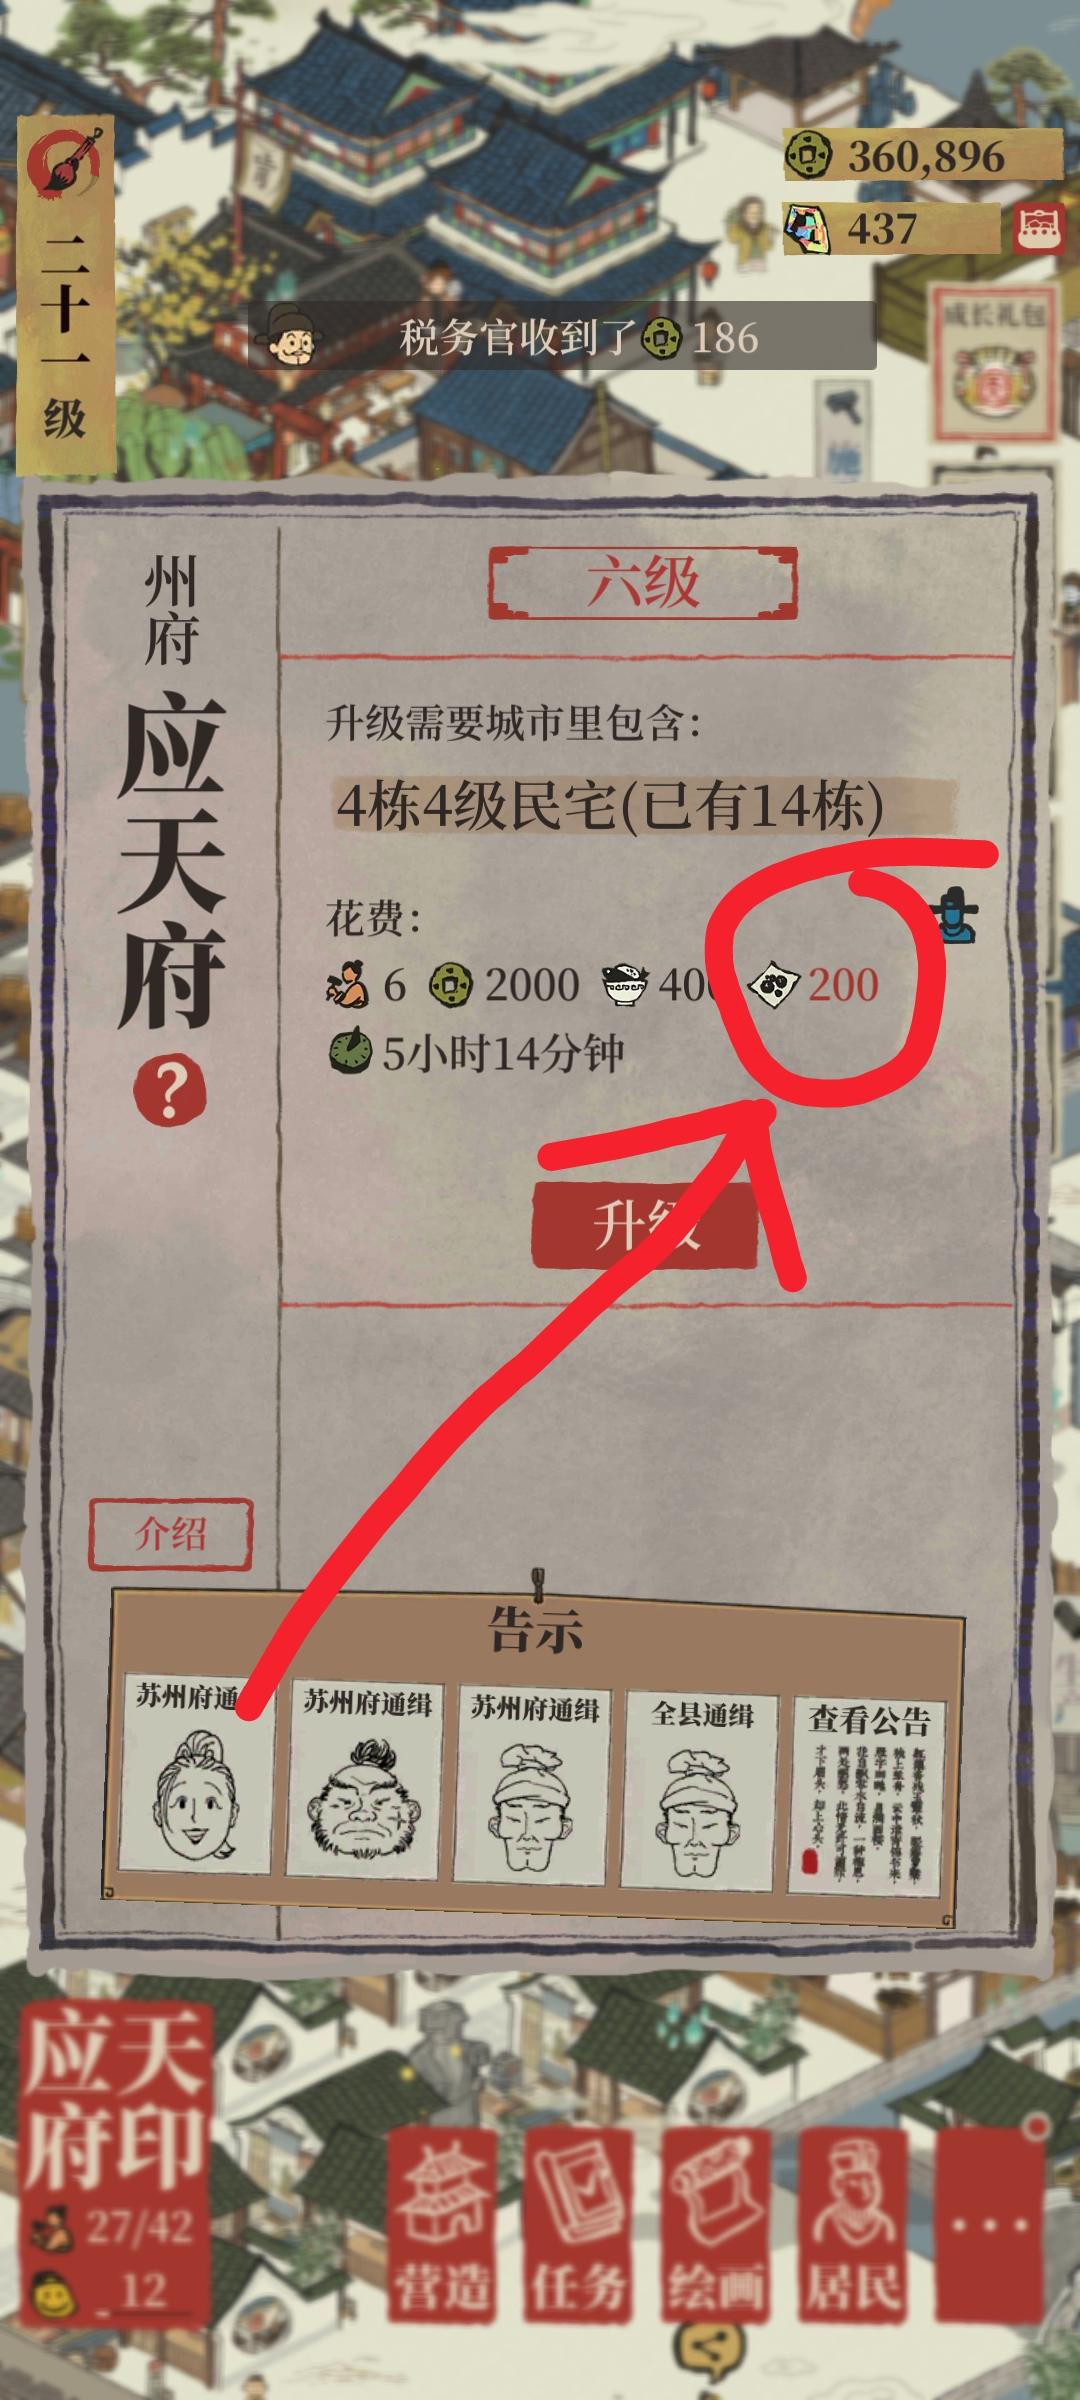 二十一级
360,896
437
税务官收到了 186
成长礼包
州府
应天府
?
六级
升级需要城市里包含:
4栋4级民宅(已有14栋)
花费:
6 2000 400 200
5小时14分钟
升级
介绍
告示
苏州府通
苏州府通缉
苏州府通缉
全县通缉
查看公告
应天府印
27/42
12
营造
任务
绘画
居民